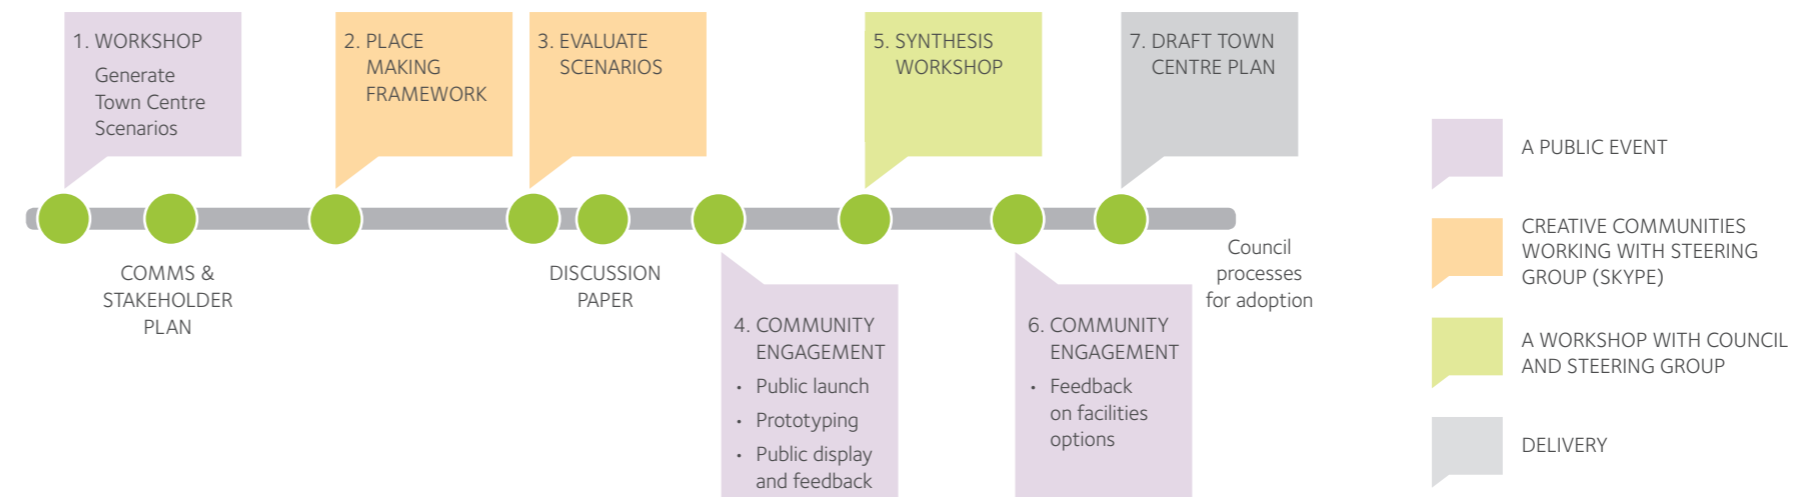 1. WORKSHOP
Generate
Town Centre
Scenarios
2. PLACE
MAKING
FRAMEWORK
3. EVALUATE
SCENARIOS
5. SYNTHESIS
WORKSHOP
7. DRAFT TOWN
CENTRE PLAN
COMMS &
STAKEHOLDER
PLAN
DISCUSSION
PAPER
4. COMMUNITY
ENGAGEMENT
• Public launch
• Prototyping
• Public display
and feedback
6. COMMUNITY
ENGAGEMENT
• Feedback
on facilities
options
Council
processes
for adoption
A PUBLIC EVENT
CREATIVE COMMUNITIES
WORKING WITH STEERING
GROUP (SKYPE)
A WORKSHOP WITH COUNCIL
AND STEERING GROUP
DELIVERY